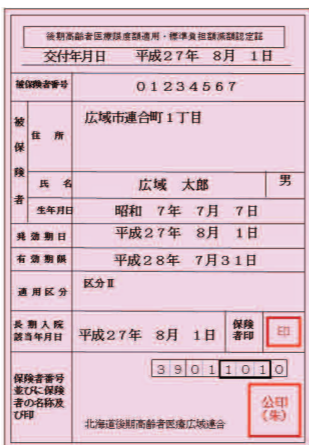 後期高齢者医療限度額適用・標準負担額減額認定証
交付年月日 平成27年 8月 1日
被保険者番号 01234567
被保険者
住所 広域市連合町1丁目
氏名 広域 太郎 男
生年月日 昭和 7年 7月 7日
発効期日 平成27年 8月 1日
有効期限 平成28年 7月31日
適用区分 区分Ⅱ
長期入院
該当年月日 平成27年 8月 1日 保険
者印 印
保険者番号
並びに保険
者の名称及
び印
39011010
北海道後期高齢者医療広域連合
公印
(朱)